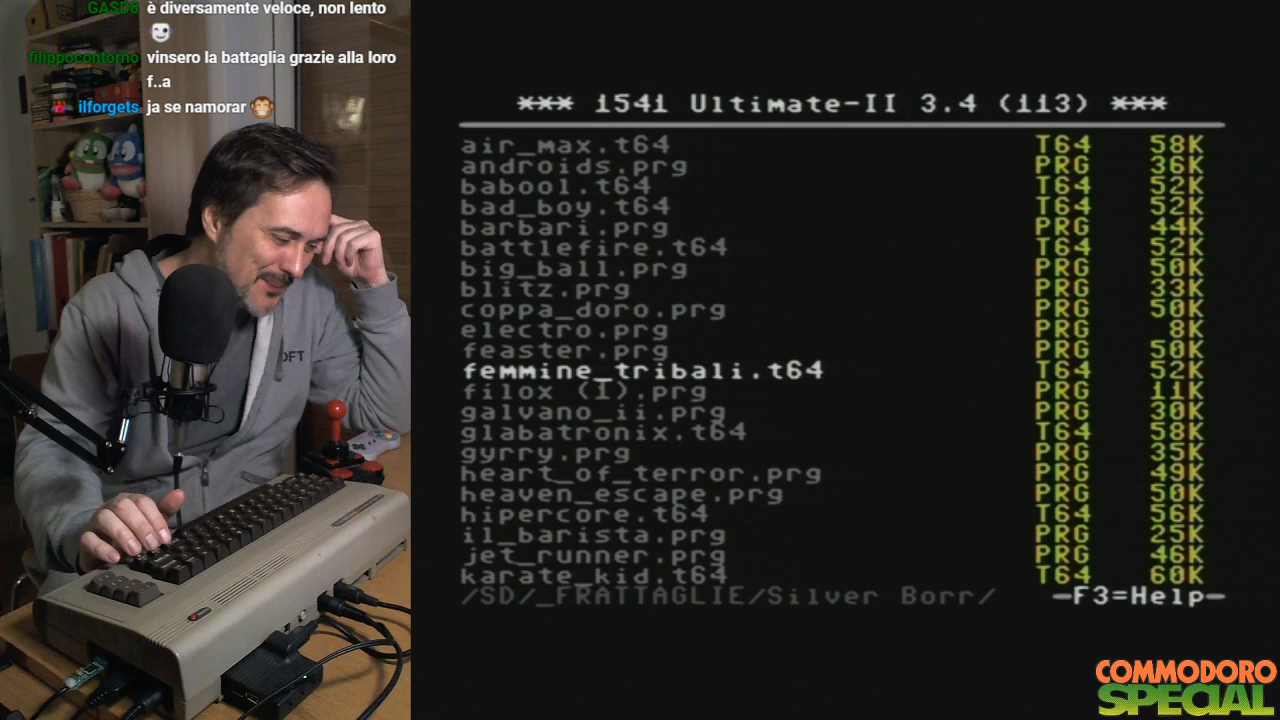 GASD8 è diversamente veloce, non lento
filippocontorno vinsero la battaglia grazie alla loro
f..a
ilforgets ja se namorar
*** 1541 Ultimate-II 3.4 (113) ***
air_max.t64 T64 58K
androids.prg PRG 36K
babool.t64 T64 52K
bad_boy.t64 T64 52K
barbari.prg PRG 44K
battlefire.t64 T64 52K
big_ball.prg PRG 50K
blitz.prg PRG 33K
coppa_doro.prg PRG 50K
electro.prg PRG 8K
feaster.prg PRG 50K
femmine_tribali.t64 T64 52K
filox (I).prg PRG 11K
galvano_ii.prg PRG 30K
glabatronix.t64 T64 58K
gyrry.prg PRG 35K
heart_of_terror.prg PRG 49K
heaven_escape.prg PRG 50K
hipercore.t64 T64 56K
il_barista.prg PRG 25K
jet_runner.prg PRG 46K
karate_kid.t64 T64 60K
/SD/_FRATTAGLIE/Silver Borr/ F3=Help
OFT
COMMODORO
SPECIAL